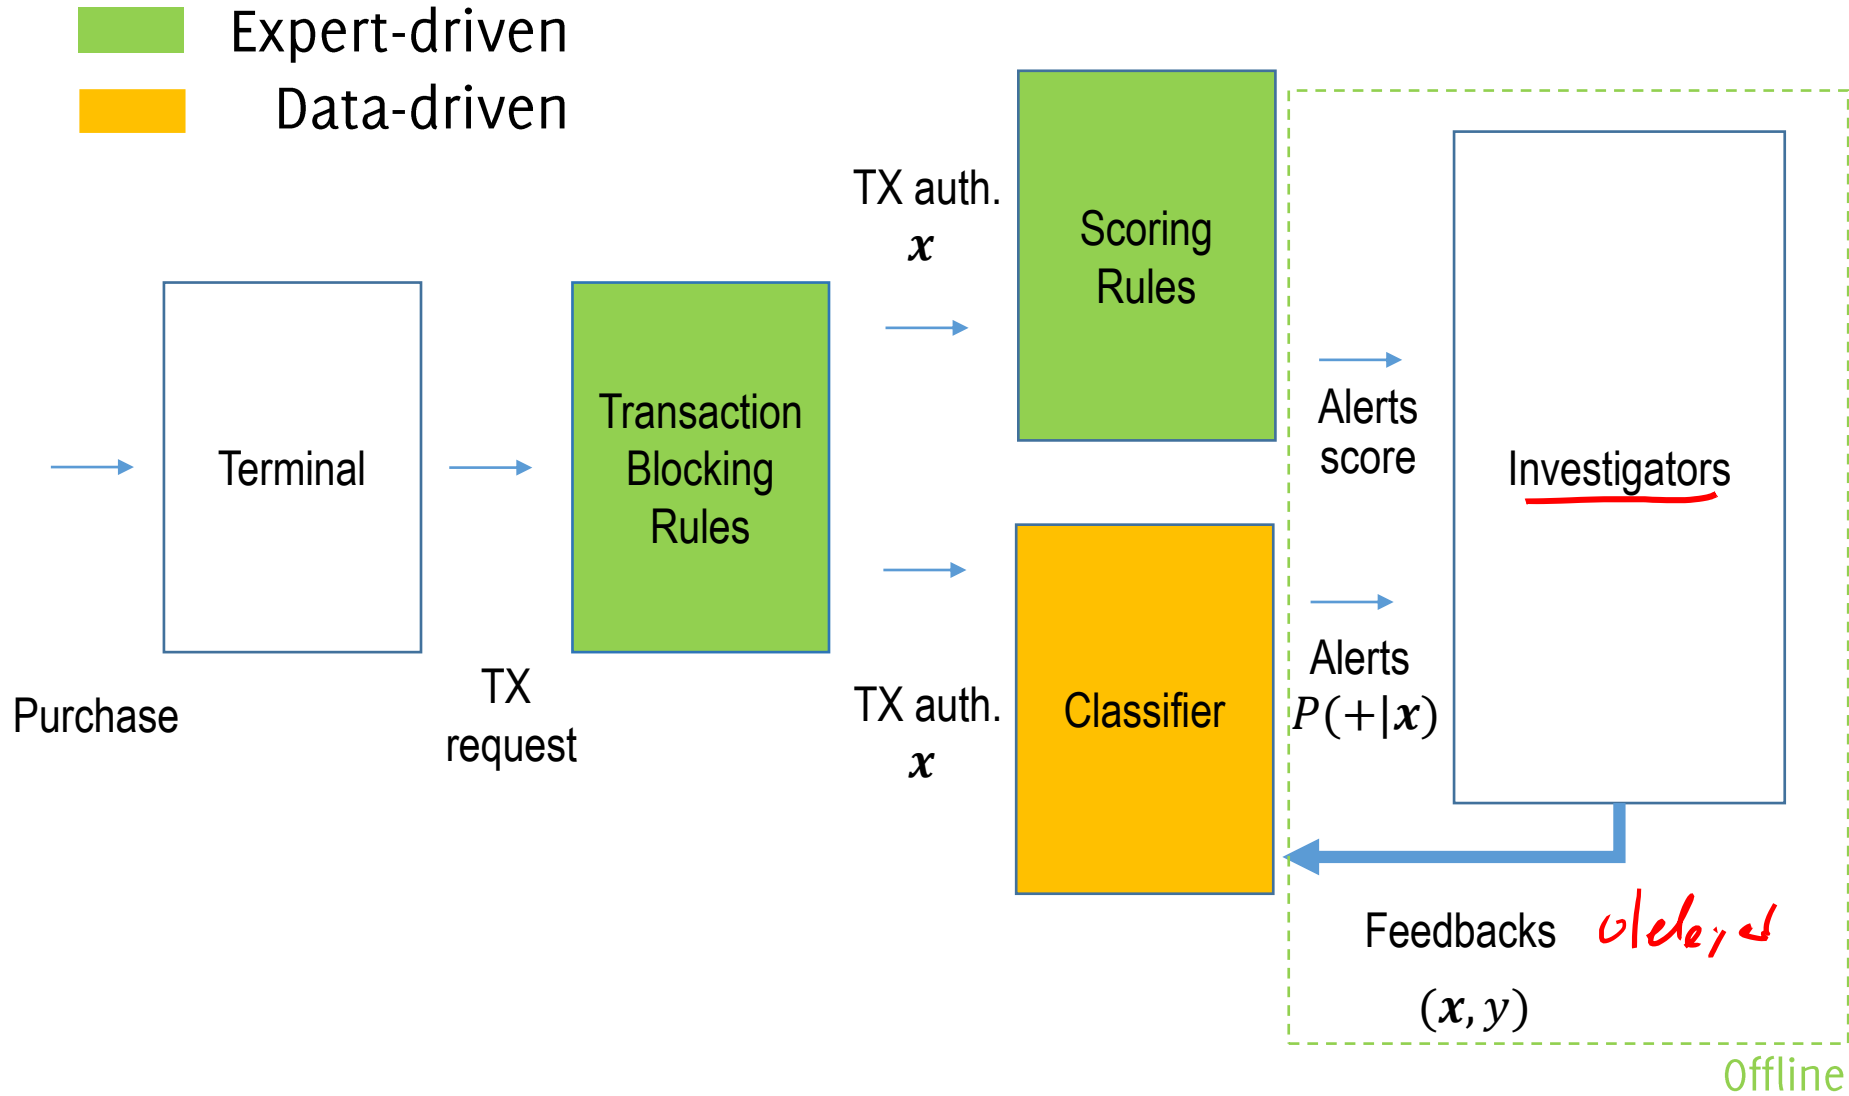 Expert-driven
Data-driven
Purchase
Terminal
TX
request
Transaction
Blocking
Rules
TX auth.
x
TX auth.
x
Scoring
Rules
Classifier
Alerts
score
Alerts
P(+|x)
Investigators
Feedbacks delayed
(x, y)
Offline